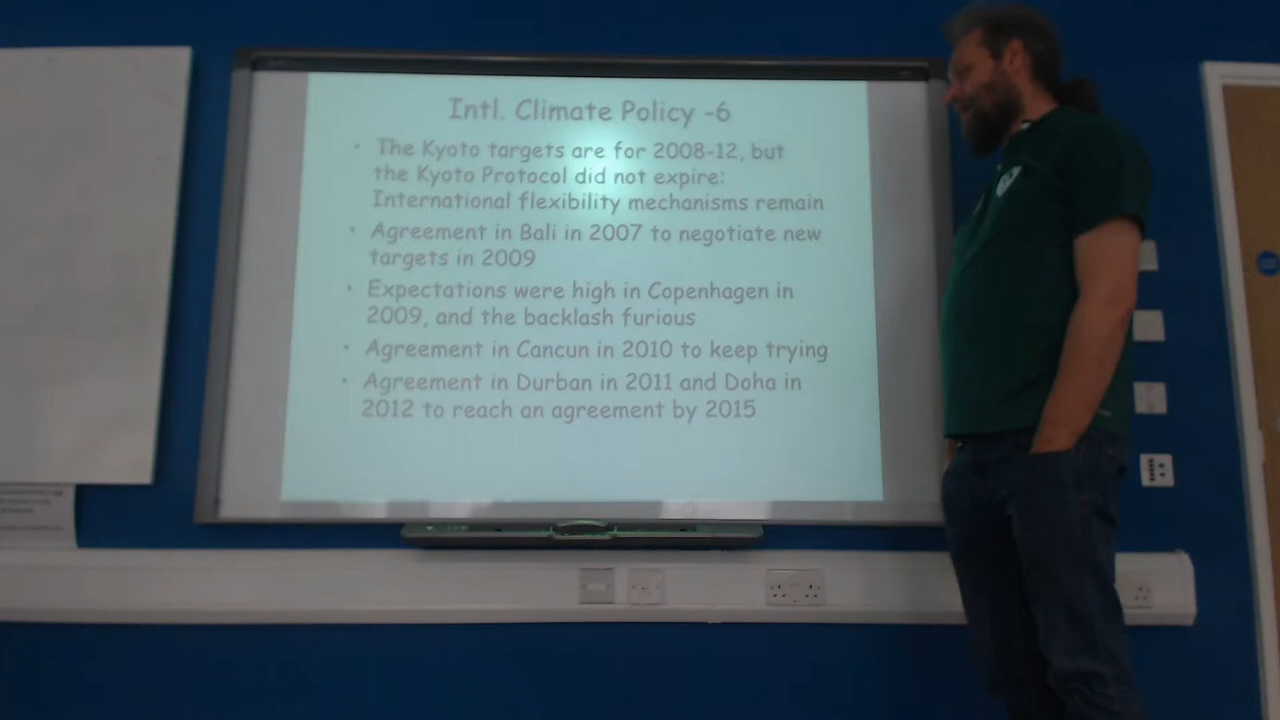 Intl. Climate Policy -6
• The Kyoto targets are for 2008-12, but
the Kyoto Protocol did not expire:
International flexibility mechanisms remain
• Agreement in Bali in 2007 to negotiate new
targets in 2009
• Expectations were high in Copenhagen in
2009, and the backlash furious
• Agreement in Cancun in 2010 to keep trying
• Agreement in Durban in 2011 and Doha in
2012 to reach an agreement by 2015